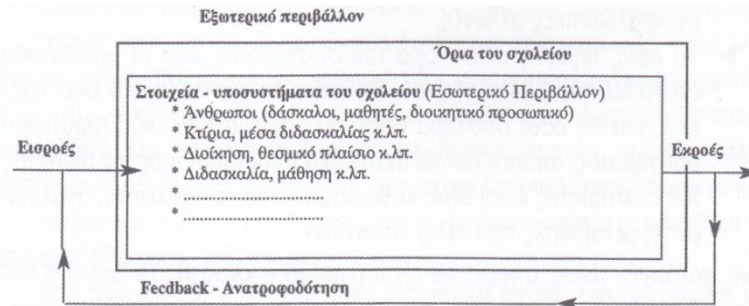 Εξωτερικό περιβάλλον
Όρια του σχολείου
Στοιχεία - υποσυστήματα του σχολείου (Εσωτερικό Περιβάλλον)
* Άνθρωποι (δάσκαλοι, μαθητές, διοικητικό προσωπικό)
* Κτίρια, μέσα διδασκαλίας κ.λπ.
* Διοίκηση, θεσμικό πλαίσιο κ.λπ.
* Διδασκαλία, μάθηση κ.λπ.
*
* ..............................
Εισροές
Εκροές
Feedback - Ανατροφοδότηση